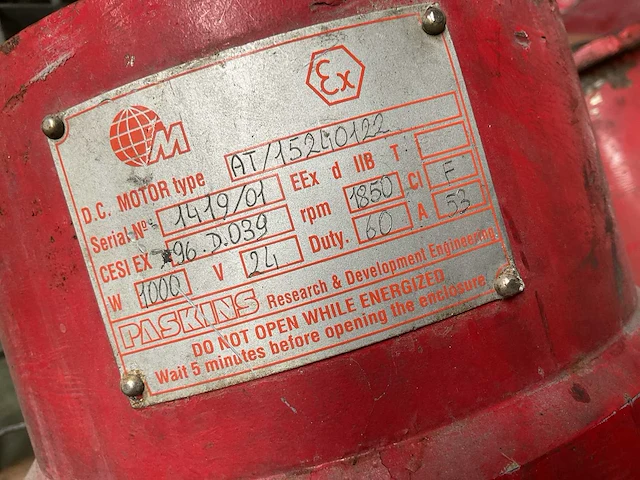 Ex
M
D.C. MOTOR type AT/15240122
Serial N°: 1419/01 EEx d IIB T.
CESI EX 96.D.039 rpm 1850 Cl F
W 1000 V 24 Duty. 60 A 53
PASKINS Research & Development Engineering
DO NOT OPEN WHILE ENERGIZED
Wait 5 minutes before opening the enclosure